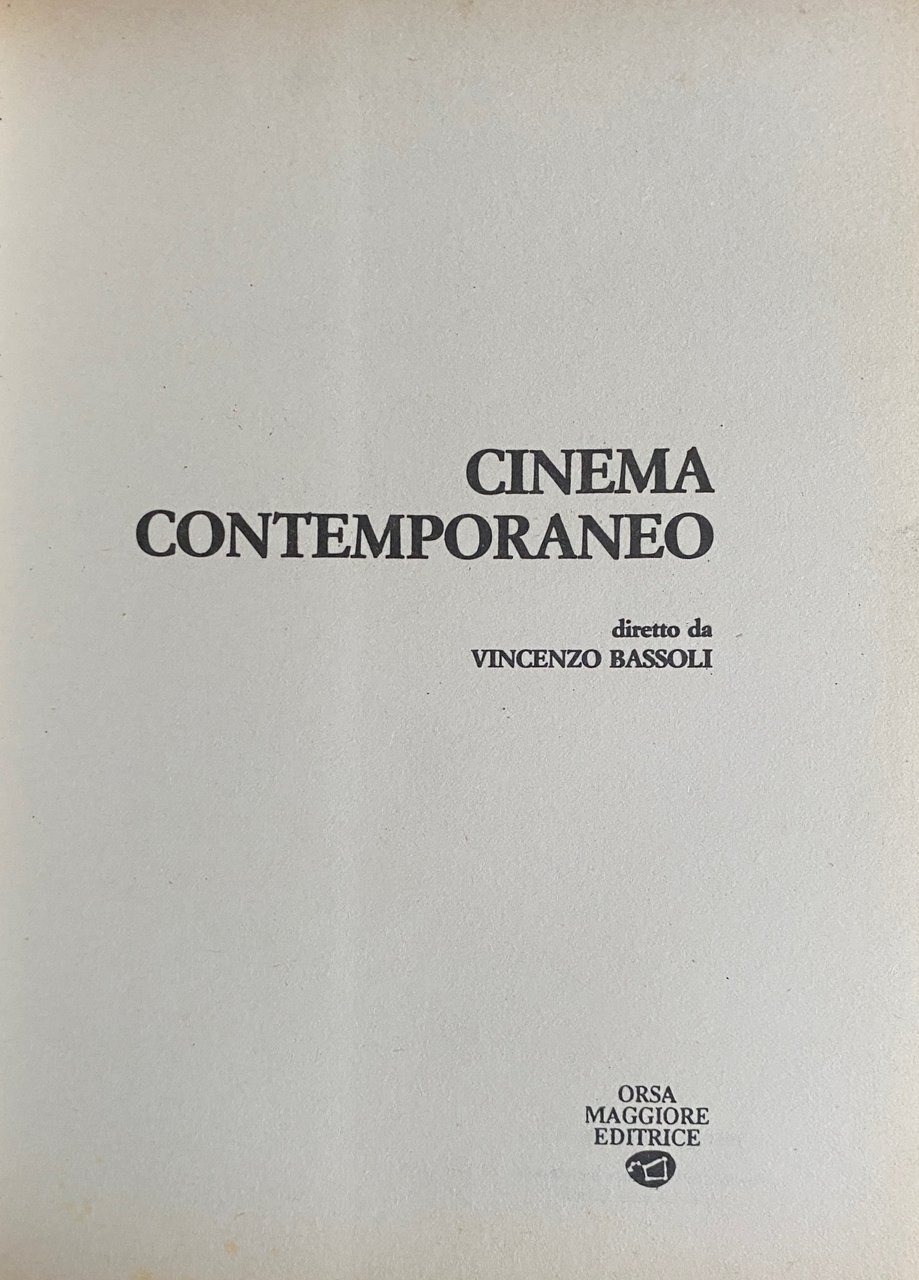 CINEMA
CONTEMPORANEO
diretto da
VINCENZO BASSOLI
ORSA
MAGGIORE
EDITRICE